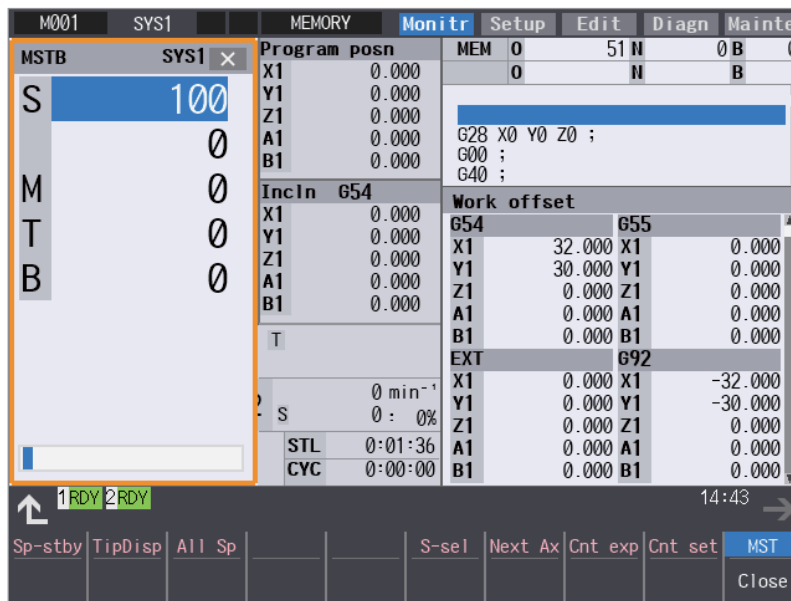 M001 SYS1 MEMORY Monitr Setup Edit Diagn Mainte
MSTB SYS1 ×
S 100
0
M 0
T 0
B 0
Program posn
X1 0.000
Y1 0.000
Z1 0.000
A1 0.000
B1 0.000
Incln G54
X1 0.000
Y1 0.000
Z1 0.000
A1 0.000
B1 0.000
T
0 min⁻¹
S 0: 0%
STL 0:01:36
CYC 0:00:00
MEM O 51 N 0 B
O N B
G28 X0 Y0 Z0 ;
G00 ;
G40 ;
Work offset
G54 G55
X1 32.000 X1 0.000
Y1 30.000 Y1 0.000
Z1 0.000 Z1 0.000
A1 0.000 A1 0.000
B1 0.000 B1 0.000
EXT G92
X1 0.000 X1 -32.000
Y1 0.000 Y1 -30.000
Z1 0.000 Z1 0.000
A1 0.000 A1 0.000
B1 0.000 B1 0.000
1 RDY 2 RDY 14:43
Sp-stby TipDisp All Sp S-sel Next Ax Cnt exp Cnt set MST
Close